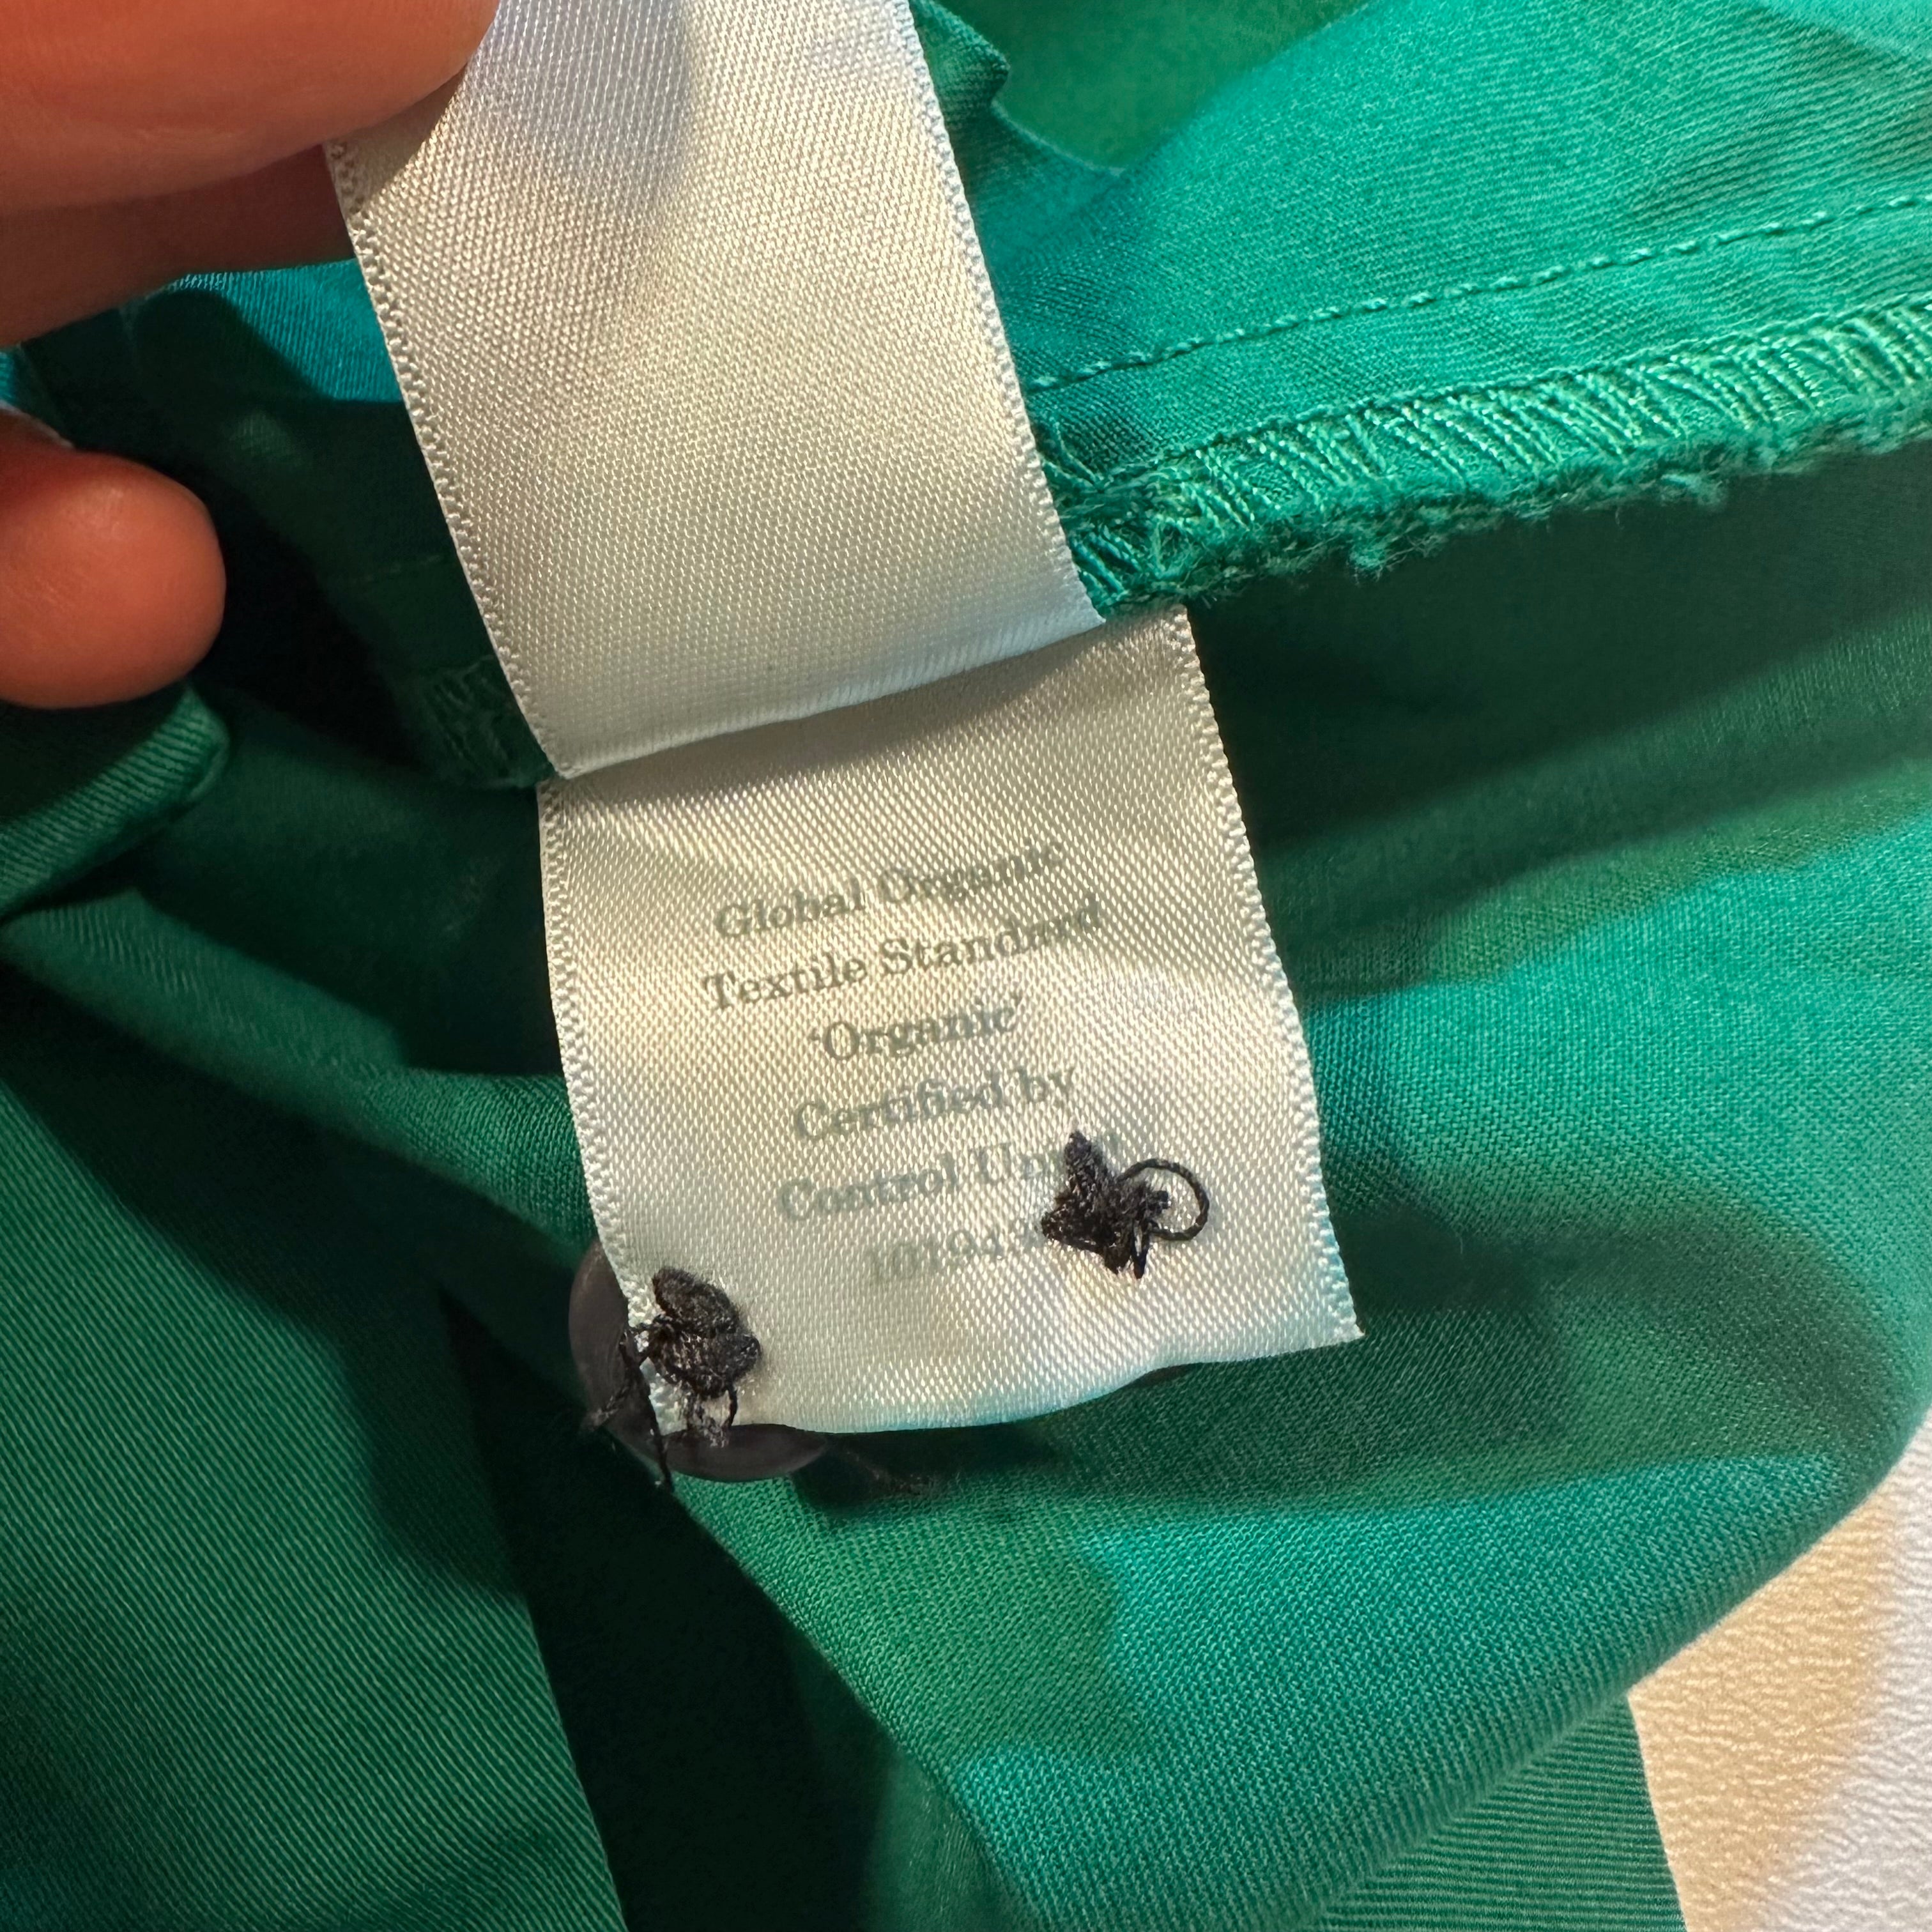 Global Organic
Textile Standard
'Organic'
Certified by
Control